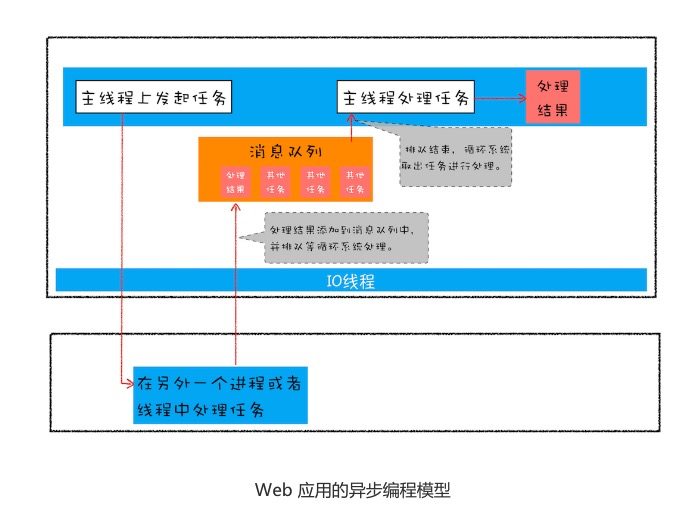 主线程上发起任务
主线程处理任务
处理
结果
消息队列
处理
结果
其他
任务
其他
任务
其他
任务
排队结束，循环系统
取出任务进行处理。
处理结果添加到消息队列中，
并排队等循环系统处理。
IO线程
在另外一个进程或者
线程中处理任务
Web 应用的异步编程模型